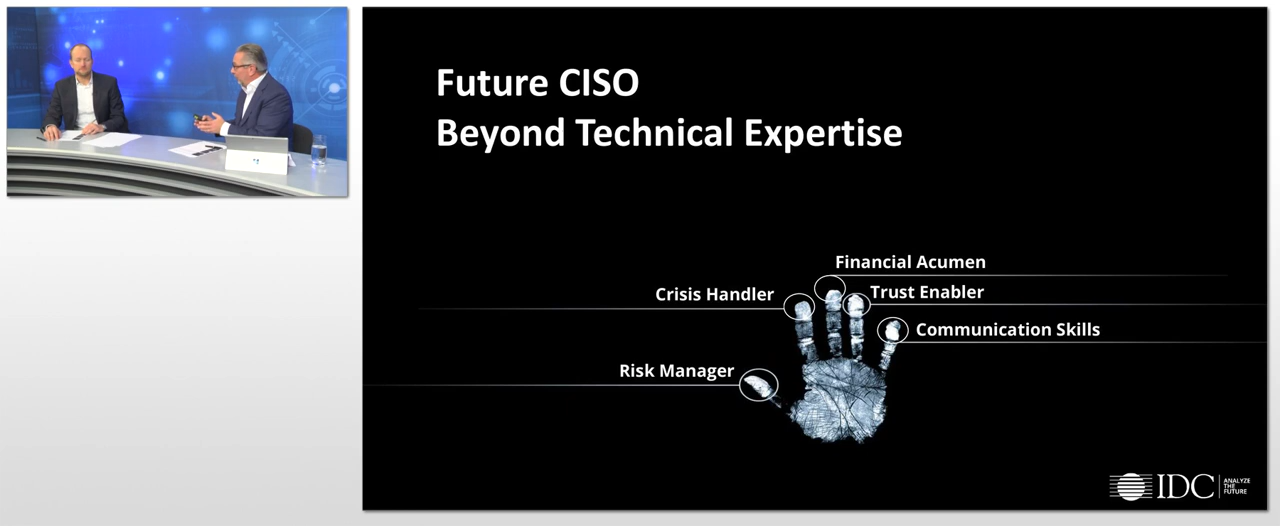 Future CISO
Beyond Technical Expertise
Financial Acumen
Crisis Handler
Trust Enabler
Communication Skills
Risk Manager
IDC
ANALYZE
THE
FUTURE